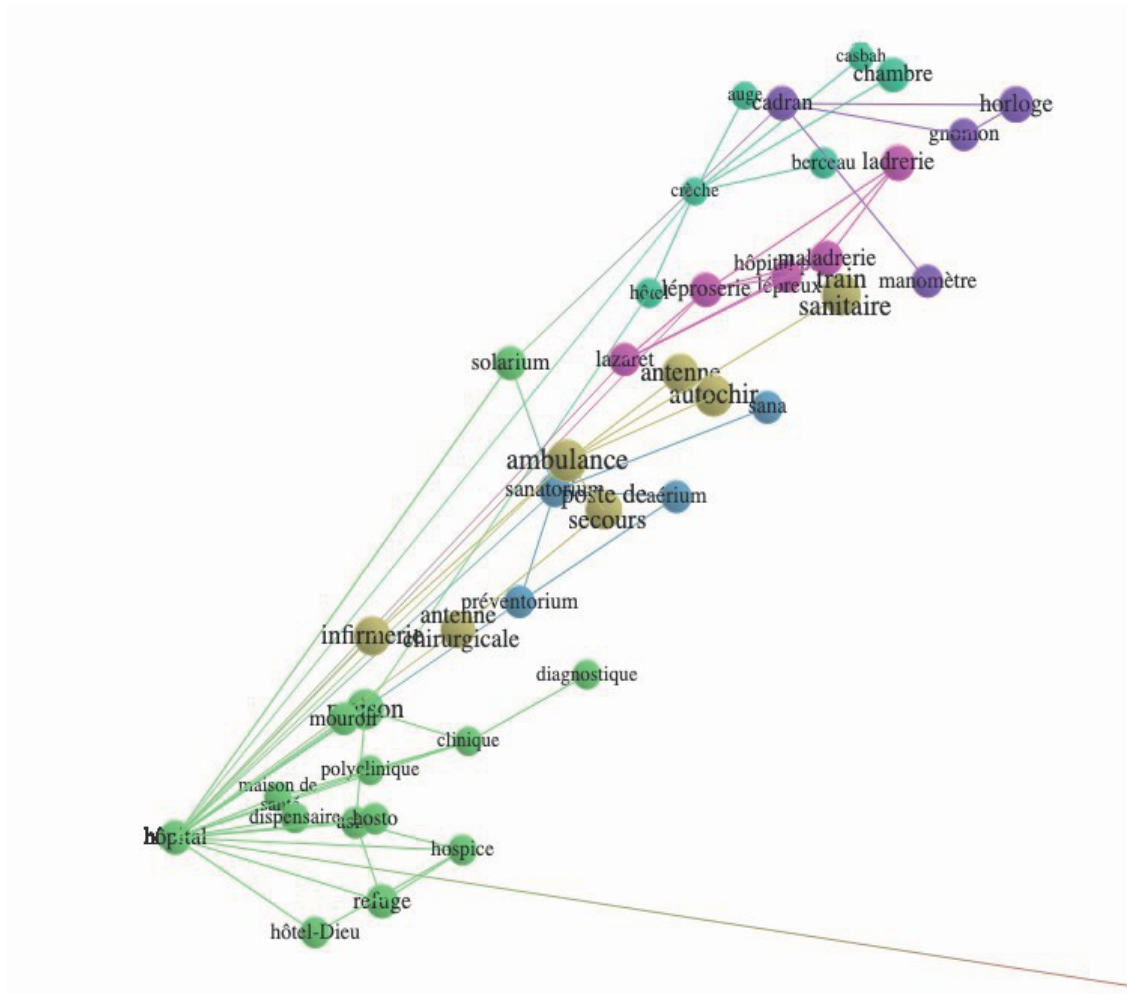 casbah
chambre
auge
cadran
horloge
gnomon
berceau
ladrerie
crèche
maladrerie
lépreux
train
sanitaire
manomètre
hôtel
léproserie
solarium
lazaret
antenne
autochir
sana
ambulance
sanatorium
poste de
secours
aérium
préventorium
antenne
chirurgicale
infirmerie
diagnostique
mouroir
clinique
polyclinique
maison de
santé
dispensaire
hosto
hôpital
hospice
refuge
hôtel-Dieu